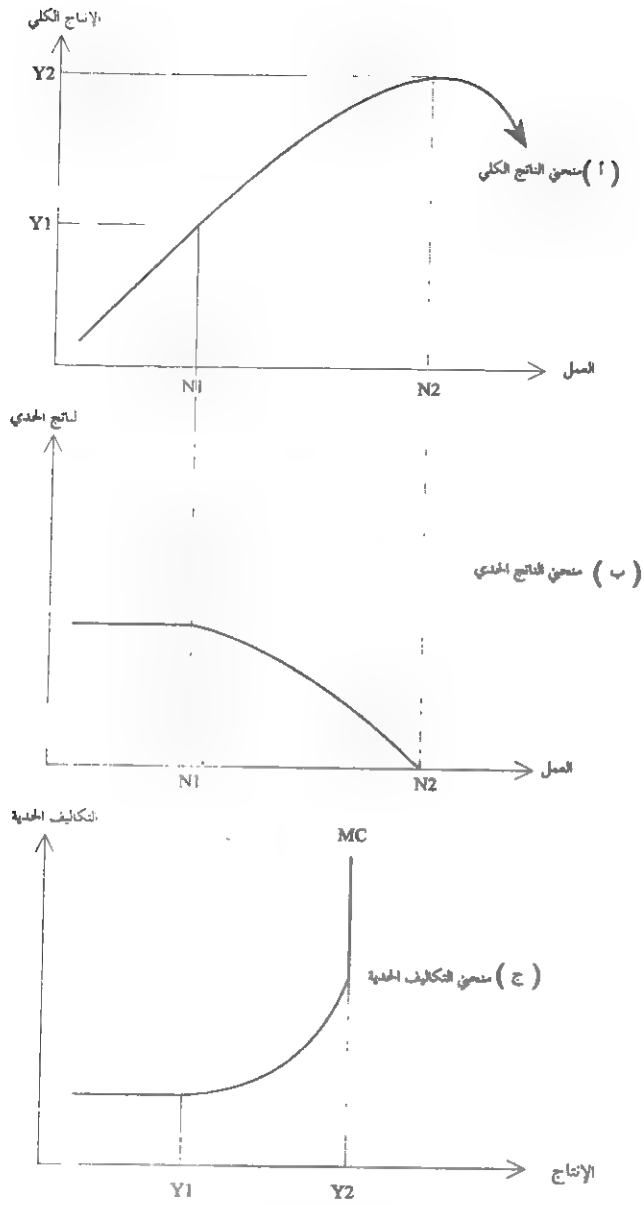 الإنتاج الكلي
Y2
( أ ) منحنى الناتج الكلي
Y1
العمل
N1
N2
لناتج الحدي
( ب ) منحنى الناتج الحدي
العمل
N1
N2
التكاليف الحدية
MC
( ج ) منحنى التكاليف الحدية
الإنتاج
Y1
Y2